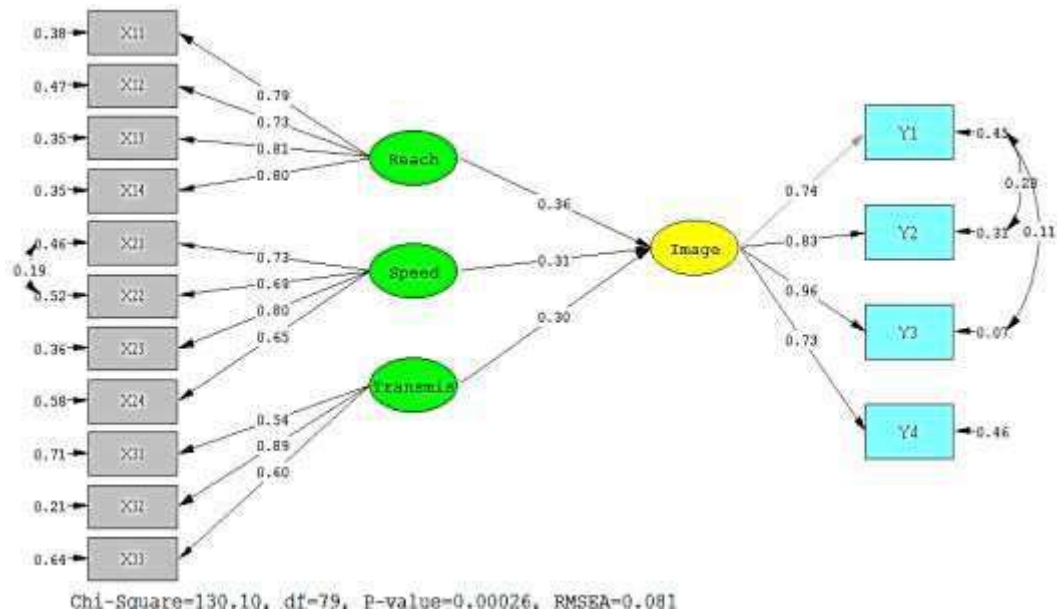 0.38 X11
0.47 X12
0.35 X13
0.35 X14
0.46 X21
0.19
0.52 X22
0.36 X23
0.58 X24
0.71 X31
0.21 X32
0.64 X33
0.79
0.73
0.81
0.80
0.73
0.69
0.80
0.65
0.54
0.89
0.60
Reach
Speed
Transmis
0.36
0.31
0.30
Image
0.74
0.83
0.96
0.73
Y1 0.45
Y2 0.31
Y3 0.07
Y4 0.46
0.11
Chi-Square=130.10, df=79, P-value=0.00026, RMSEA=0.081